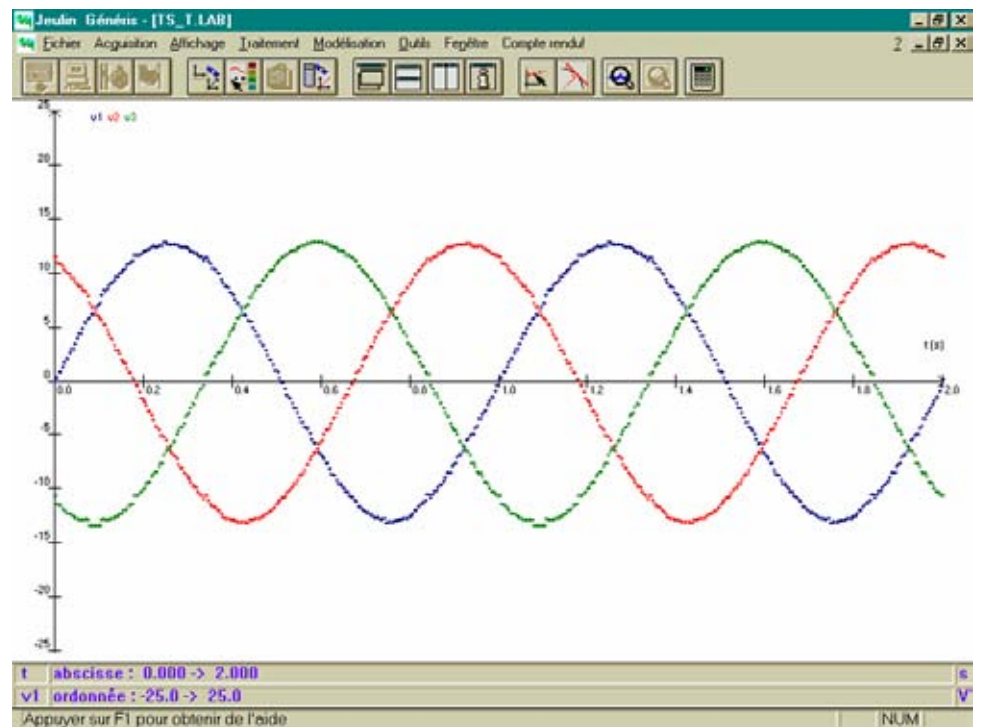 Jeulin Généris - [TS_T.LAB]
Fichier Acquisition Affichage Traitement Modélisation Outils Fenêtre Compte rendu ?
25
v1 v2 v3
20
15
10
5
t(s)
0
0.0 0.2 0.4 0.6 0.8 1.0 1.2 1.4 1.6 1.8 2.0
-5
-10
-15
-20
-25
t abscisse : 0.000 -> 2.000 s
v1 ordonnée : -25.0 -> 25.0 V
Appuyer sur F1 pour obtenir de l'aide NUM